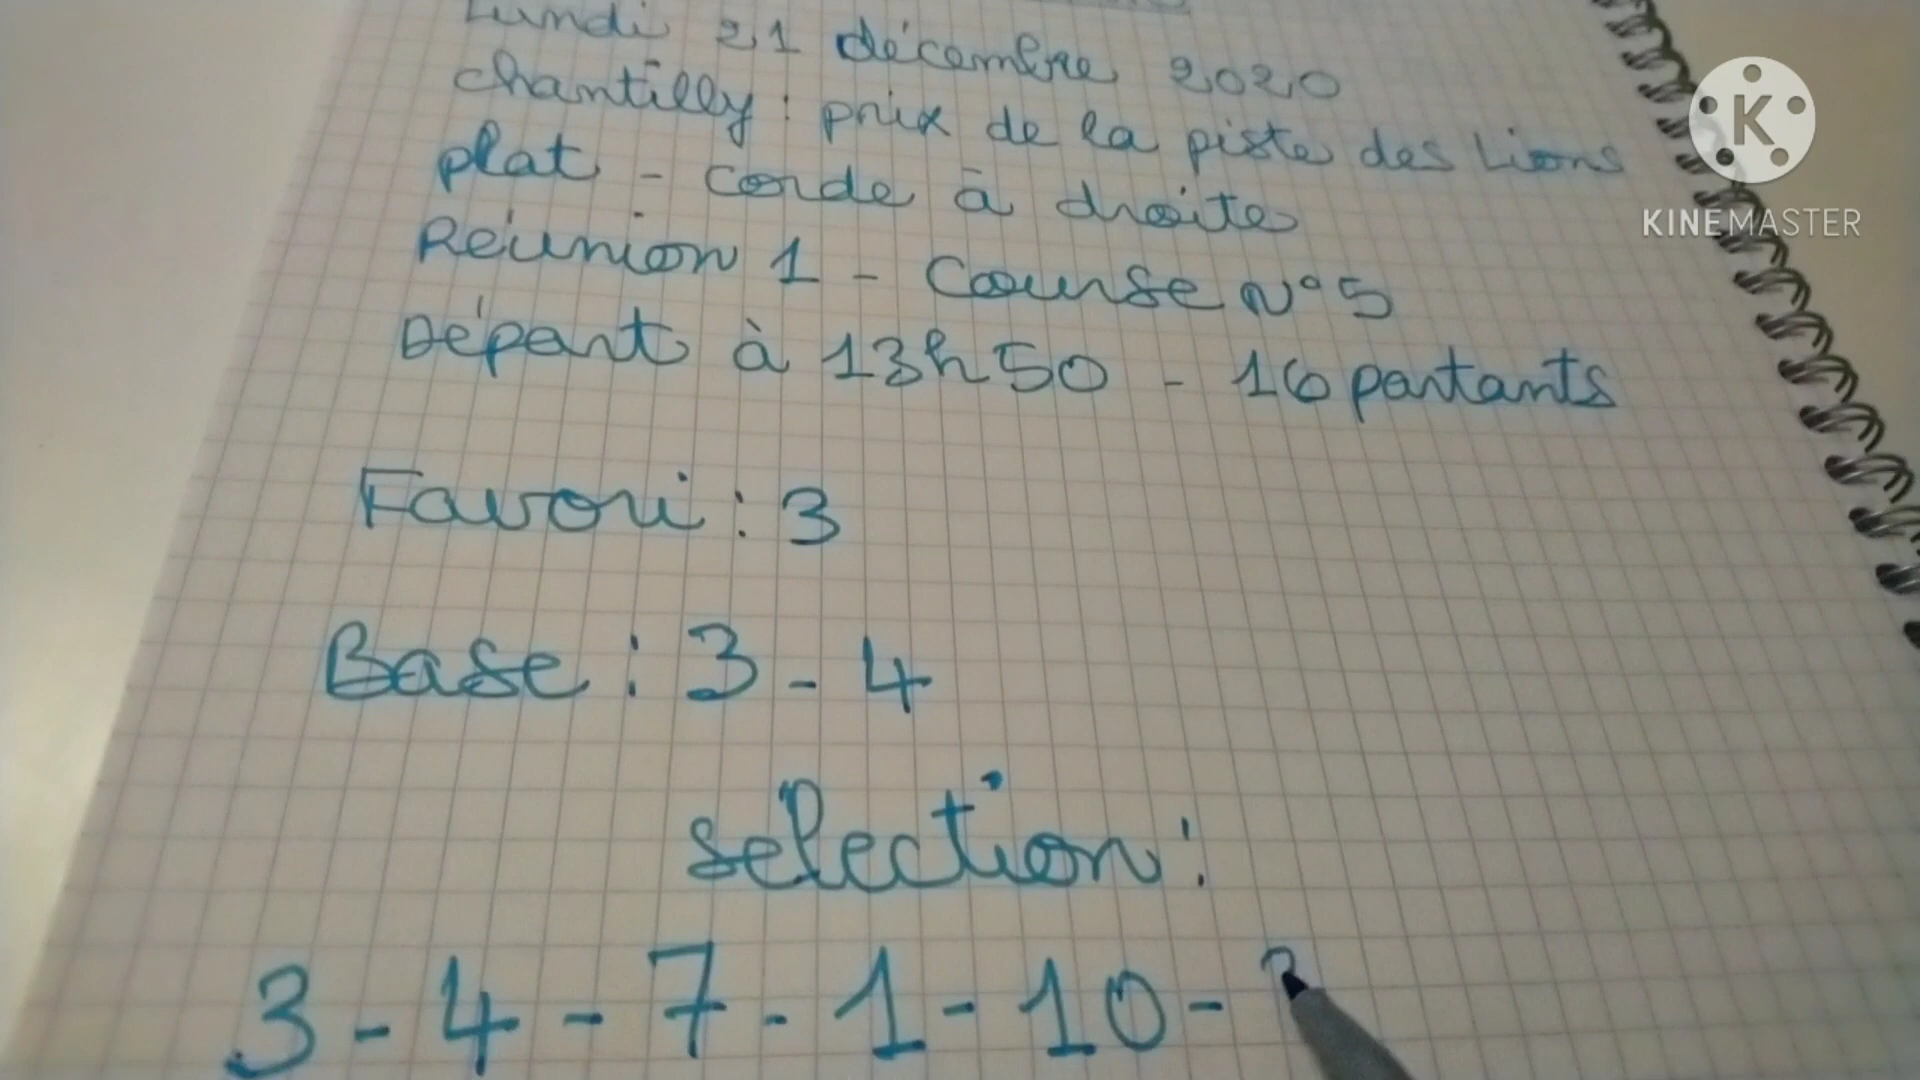 Lundi 21 décembre 2020
chantilly : prix de la piste des Lions
plat - corde à droite
Réunion 1 - Course N° 5
Départ à 13h50 - 16 partants
Favori : 3
Base : 3 - 4
selection :
3 - 4 - 7 - 1 - 10 -
K
KINEMASTER